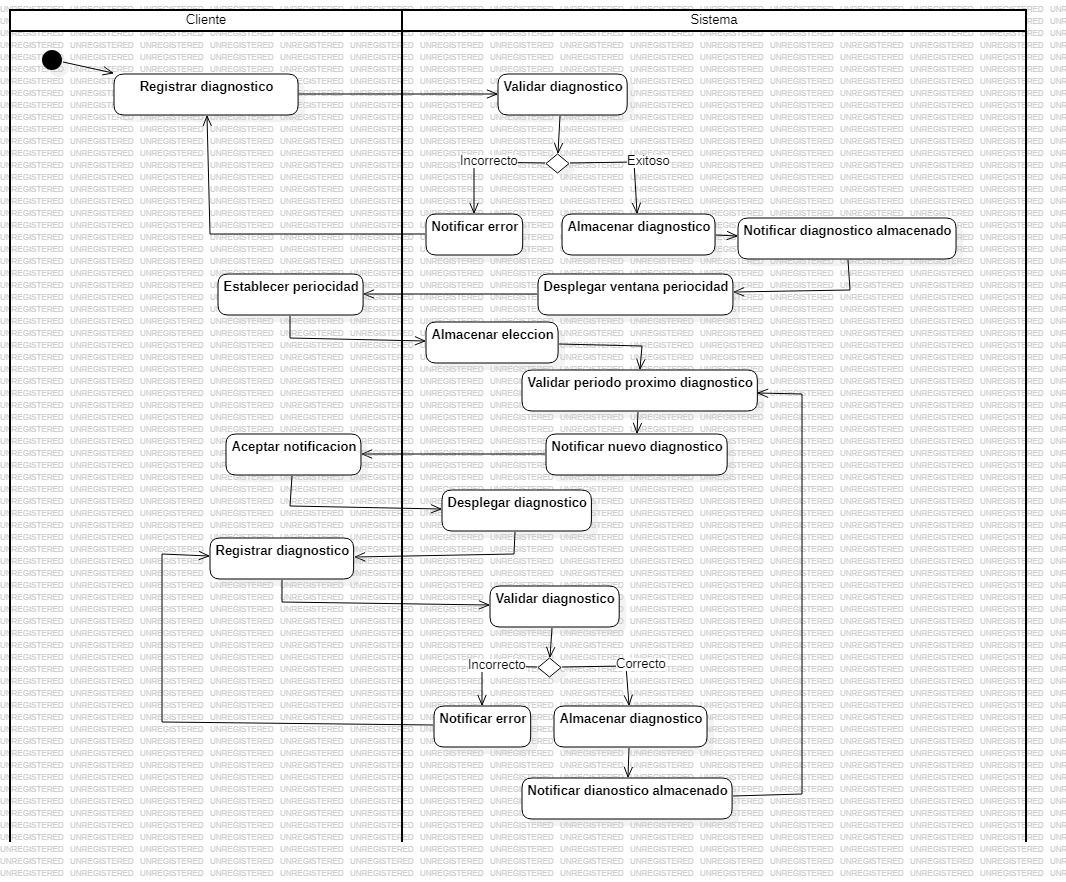 Cliente
Sistema
Registrar diagnostico
Validar diagnostico
Incorrecto
Exitoso
Notificar error
Almacenar diagnostico
Notificar diagnostico almacenado
Establecer periocidad
Desplegar ventana periocidad
Almacenar eleccion
Validar periodo proximo diagnostico
Aceptar notificacion
Notificar nuevo diagnostico
Desplegar diagnostico
Registrar diagnostico
Validar diagnostico
Incorrecto
Correcto
Notificar error
Almacenar diagnostico
Notificar dianostico almacenado
UNREGISTERED